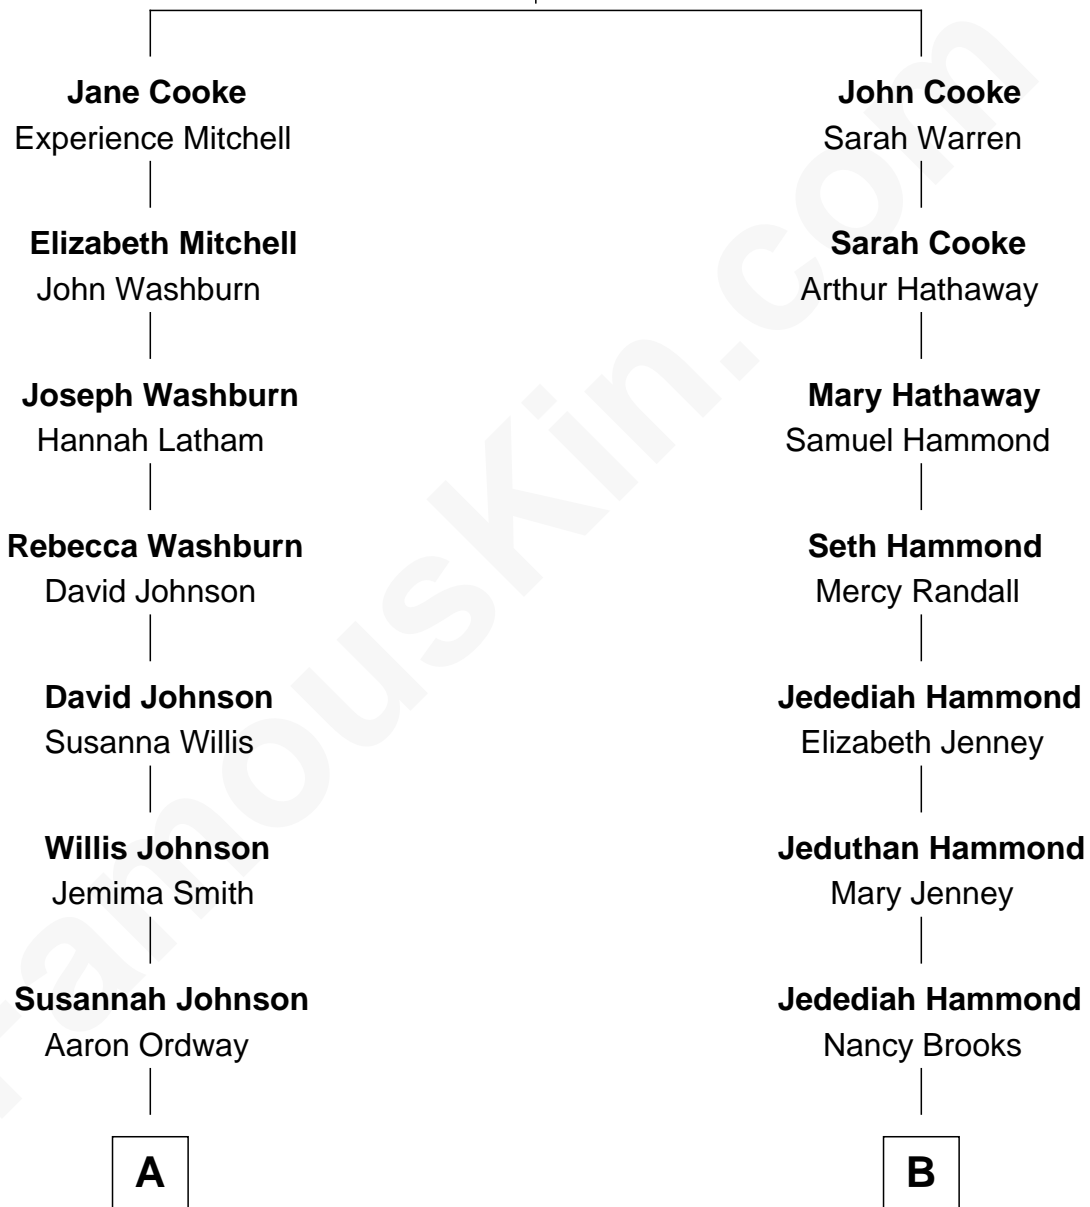 Jane Cooke
Experience Mitchell
Elizabeth Mitchell
John Washburn
Joseph Washburn
Hannah Latham
Rebecca Washburn
David Johnson
David Johnson
Susanna Willis
Willis Johnson
Jemima Smith
Susannah Johnson
Aaron Ordway
A
John Cooke
Sarah Warren
Sarah Cooke
Arthur Hathaway
Mary Hathaway
Samuel Hammond
Seth Hammond
Mercy Randall
Jedediah Hammond
Elizabeth Jenney
Jeduthan Hammond
Mary Jenney
Jedediah Hammond
Nancy Brooks
B
FamousKin.com